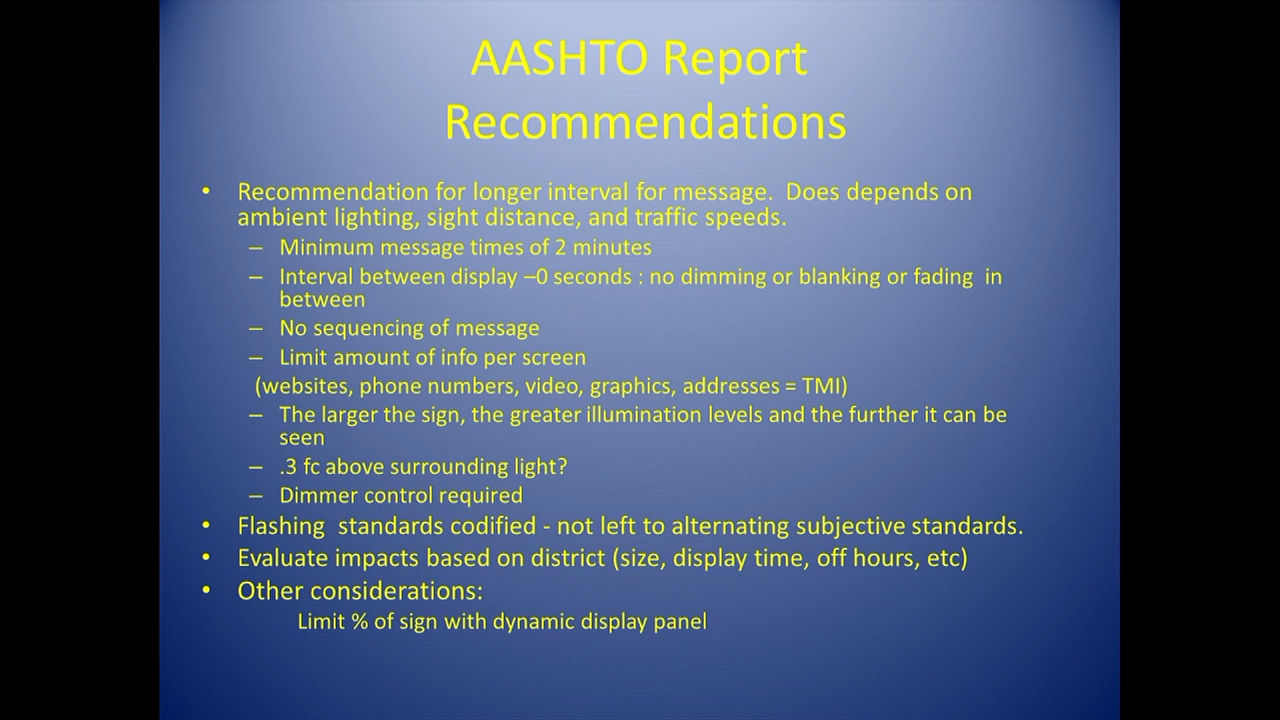 AASHTO Report
Recommendations
• Recommendation for longer interval for message.  Does depends on
ambient lighting, sight distance, and traffic speeds.
– Minimum message times of 2 minutes
– Interval between display –0 seconds : no dimming or blanking or fading  in
between
– No sequencing of message
– Limit amount of info per screen
(websites, phone numbers, video, graphics, addresses = TMI)
– The larger the sign, the greater illumination levels and the further it can be
seen
– .3 fc above surrounding light?
– Dimmer control required
• Flashing  standards codified - not left to alternating subjective standards.
• Evaluate impacts based on district (size, display time, off hours, etc)
• Other considerations:
Limit % of sign with dynamic display panel